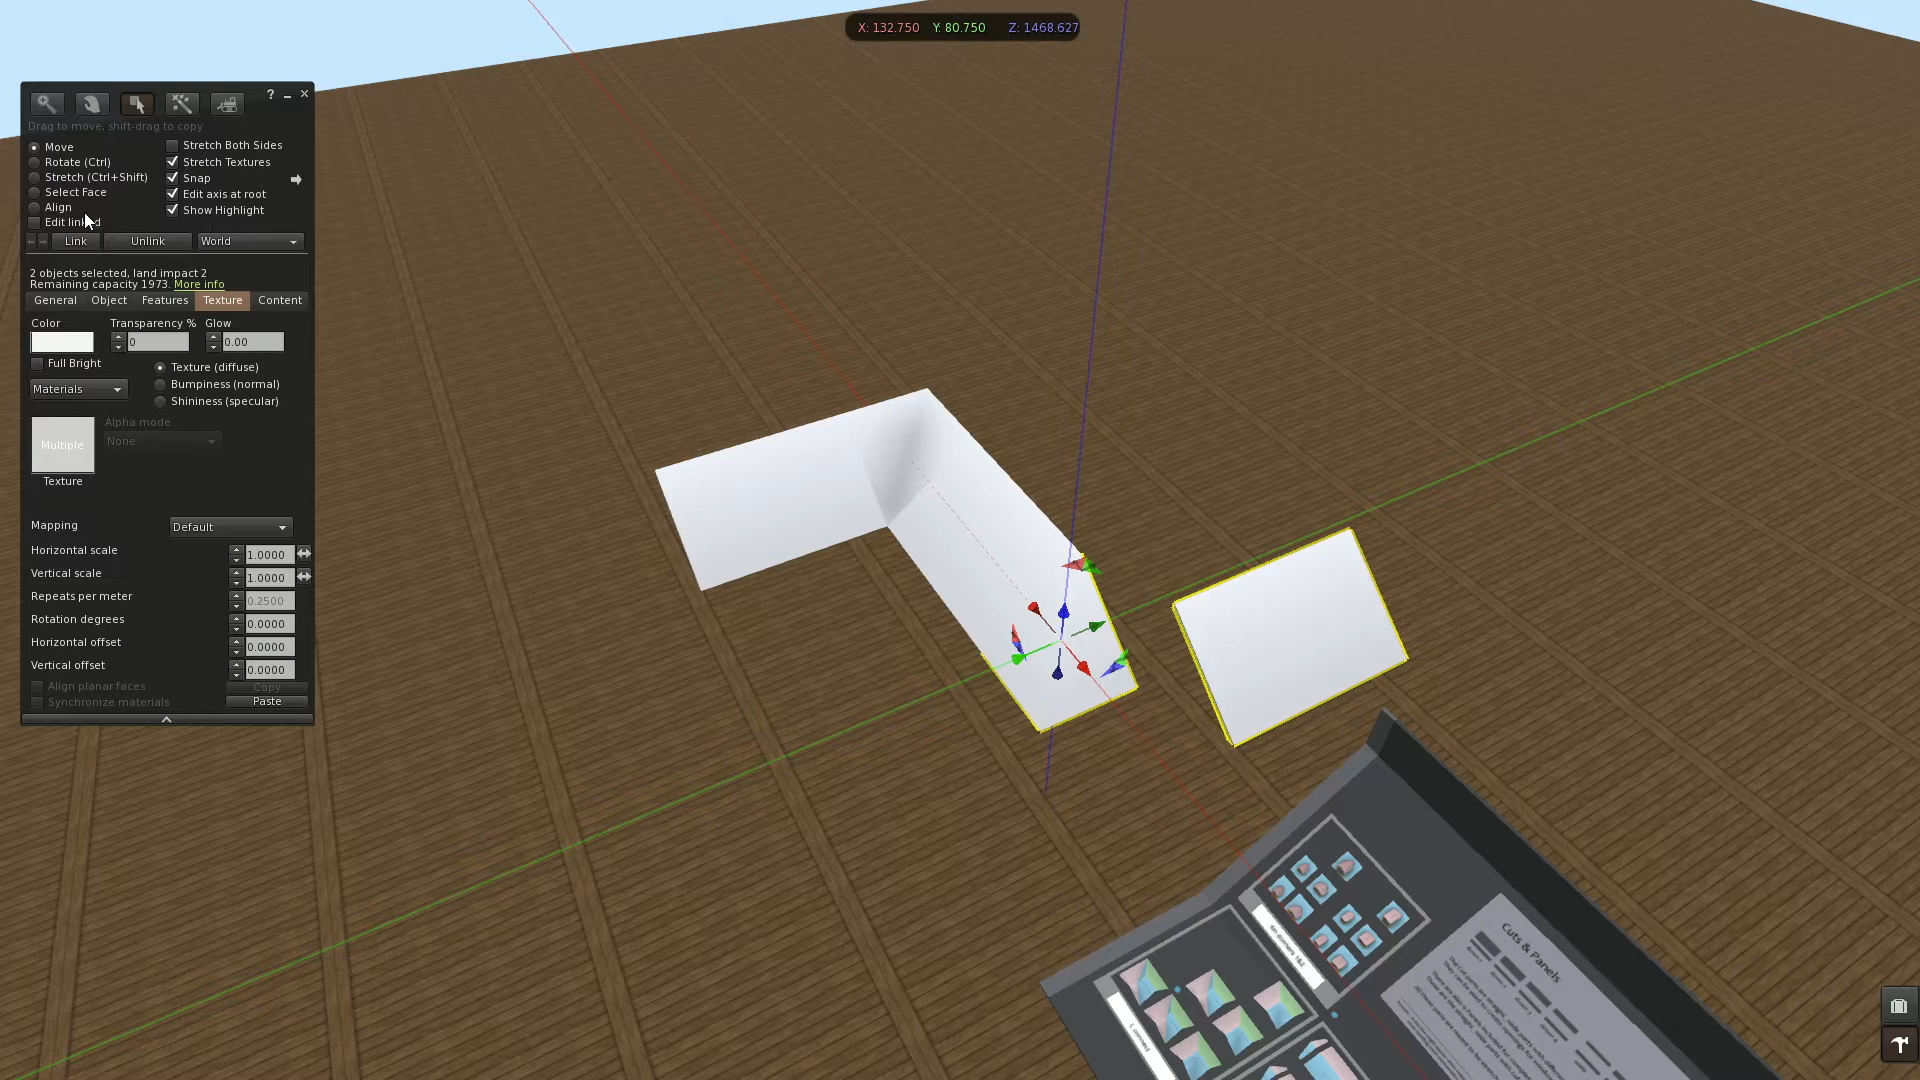 X: 132.750 Y: 80.750 Z: 1468.627
?
Drag to move, shift-drag to copy
Move
Stretch Both Sides
Rotate (Ctrl)
Stretch Textures
Stretch (Ctrl+Shift)
Snap
Select Face
Edit axis at root
Align
Show Highlight
Edit linked
Link Unlink World
2 objects selected, land impact 2
Remaining capacity 1973. More info
General Object Features Texture Content
Color Transparency % Glow
0 0.00
Full Bright
Texture (diffuse)
Materials
Bumpiness (normal)
Shininess (specular)
Alpha mode
Multiple
None
Texture
Mapping Default
Horizontal scale 1.0000
Vertical scale 1.0000
Repeats per meter 0.2500
Rotation degrees 0.0000
Horizontal offset 0.0000
Vertical offset 0.0000
Align planar faces Copy
Synchronize materials Paste
Cuts & Panels